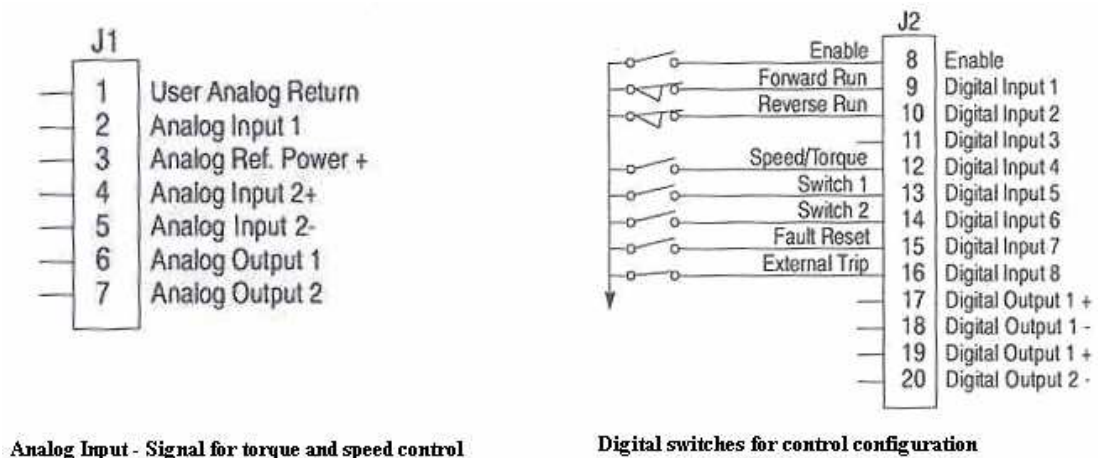 J1
1 User Analog Return
2 Analog Input 1
3 Analog Ref. Power +
4 Analog Input 2+
5 Analog Input 2-
6 Analog Output 1
7 Analog Output 2
Analog Input - Signal for torque and speed control
J2
Enable 8 Enable
Forward Run 9 Digital Input 1
Reverse Run 10 Digital Input 2
11 Digital Input 3
Speed/Torque 12 Digital Input 4
Switch 1 13 Digital Input 5
Switch 2 14 Digital Input 6
Fault Reset 15 Digital Input 7
External Trip 16 Digital Input 8
17 Digital Output 1 +
18 Digital Output 1 -
19 Digital Output 1 +
20 Digital Output 2 -
Digital switches for control configuration